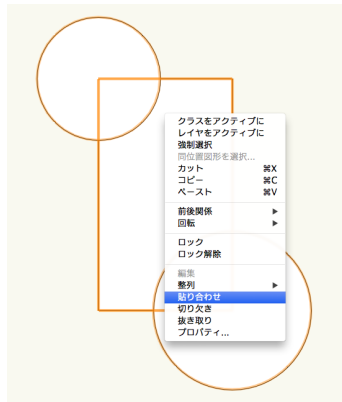 クラスをアクティブに
レイヤをアクティブに
強制選択
同位置図形を選択...
カット ⌘X
コピー ⌘C
ペースト ⌘V
前後関係 ▶
回転 ▶
ロック
ロック解除
編集
整列 ▶
貼り合わせ
切り欠き
抜き取り
プロパティ...